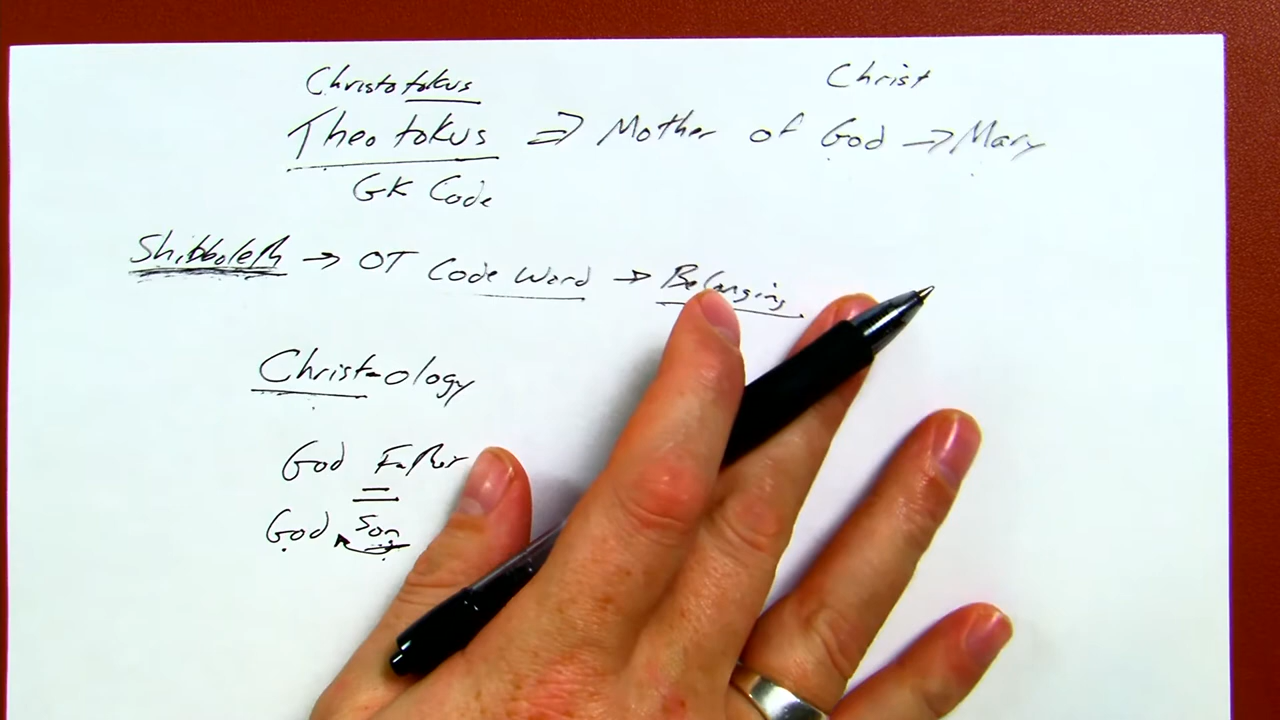 Christotokus Christ
Theotokus ⇒ Mother of God → Mary
GK Code
Shibboleth → OT Code Word → Belonging
Christ-ology
God Father
=
God Son